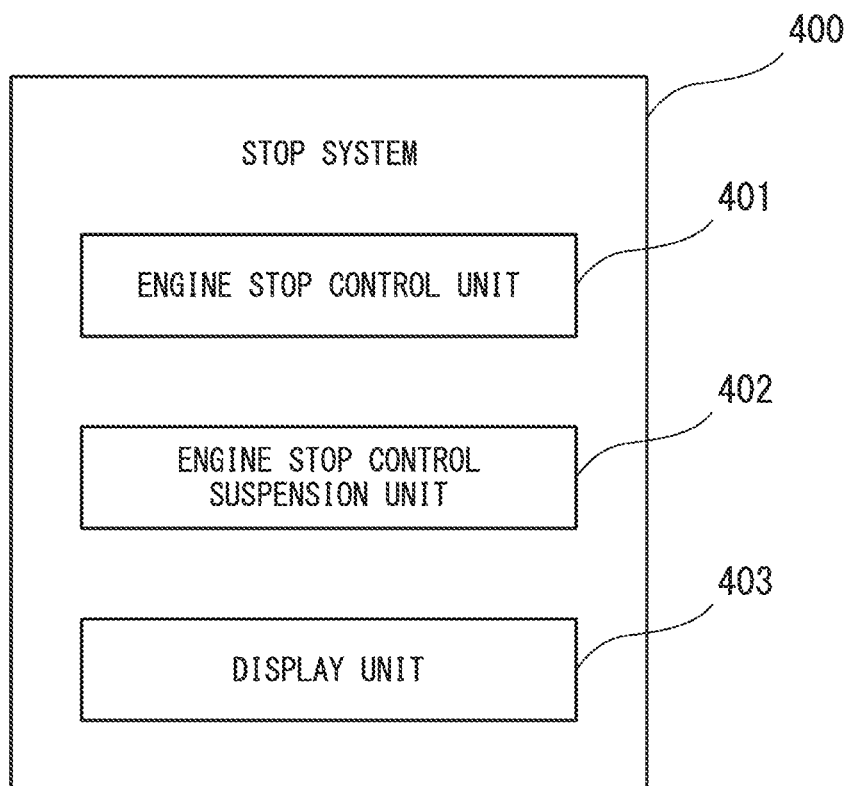 400
STOP SYSTEM
401
ENGINE STOP CONTROL UNIT
402
ENGINE STOP CONTROL
SUSPENSION UNIT
403
DISPLAY UNIT